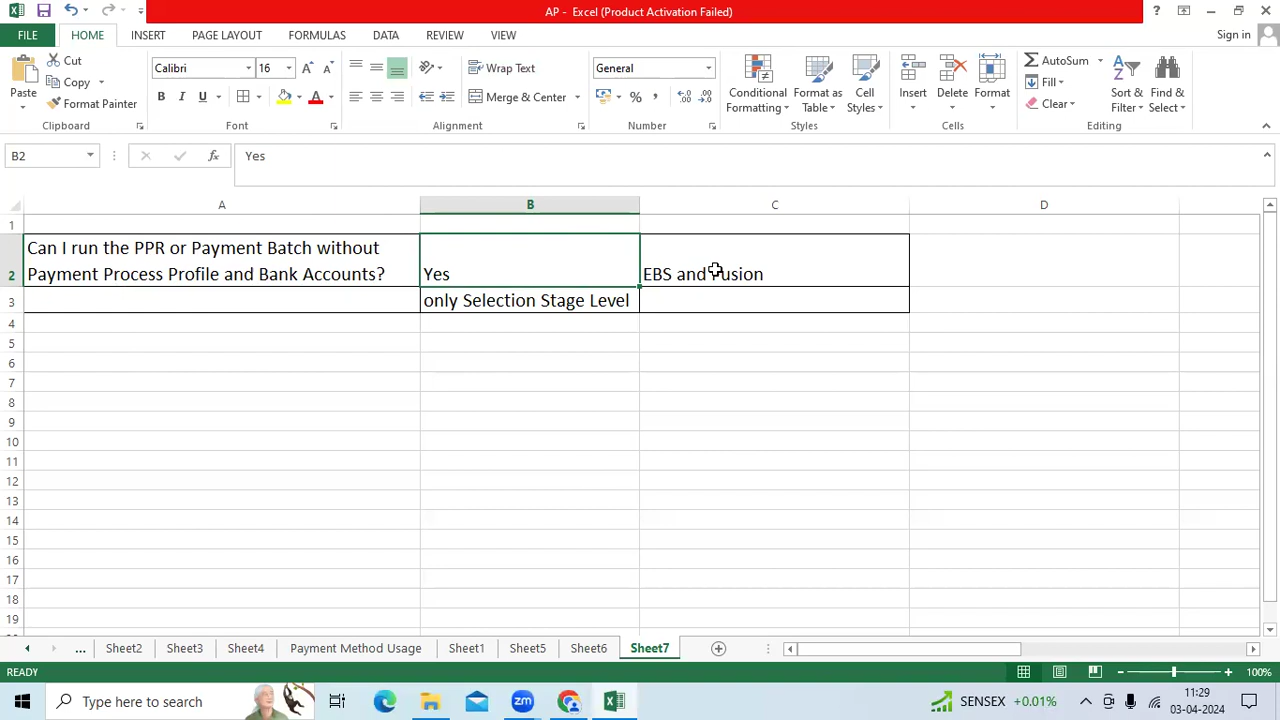 AP - Excel (Product Activation Failed)
FILE HOME INSERT PAGE LAYOUT FORMULAS DATA REVIEW VIEW Sign in
Paste Cut Copy Format Painter
Calibri 16
B I U A
Wrap Text
Merge & Center
General
% ,
Conditional Formatting
Format as Table
Cell Styles
Insert Delete Format
AutoSum
Fill
Clear
Sort & Filter
Find & Select
Clipboard Font Alignment Number Styles Cells Editing
B2 fx Yes
A B C D
1
Can I run the PPR or Payment Batch without
2 Payment Process Profile and Bank Accounts? Yes EBS and Fusion
3 only Selection Stage Level
4
5
6
7
8
9
10
11
12
13
14
15
16
17
18
19
... Sheet2 Sheet3 Sheet4 Payment Method Usage Sheet1 Sheet5 Sheet6 Sheet7
READY 100%
Type here to search zm SENSEX +0.01% 11:29
03-04-2024